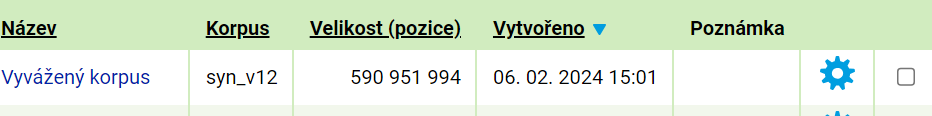 Název Korpus Velikost (pozice) Vytvořeno Poznámka
Vyvážený korpus syn_v12 590 951 994 06. 02. 2024 15:01